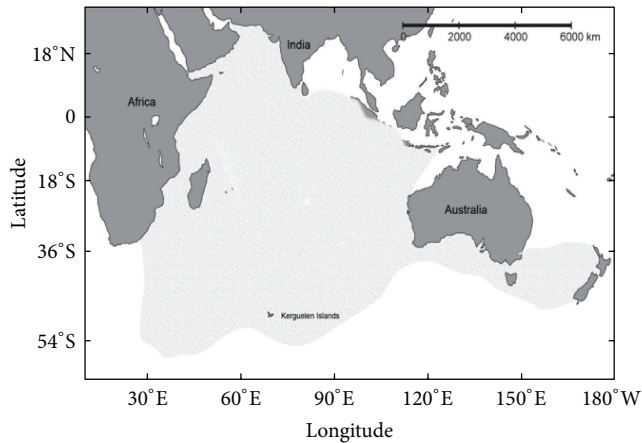 India
0 2000 4000 6000 km
Africa
Australia
Kerguelen Islands
18°N
0
18°S
36°S
54°S
Latitude
30°E 60°E 90°E 120°E 150°E 180°W
Longitude